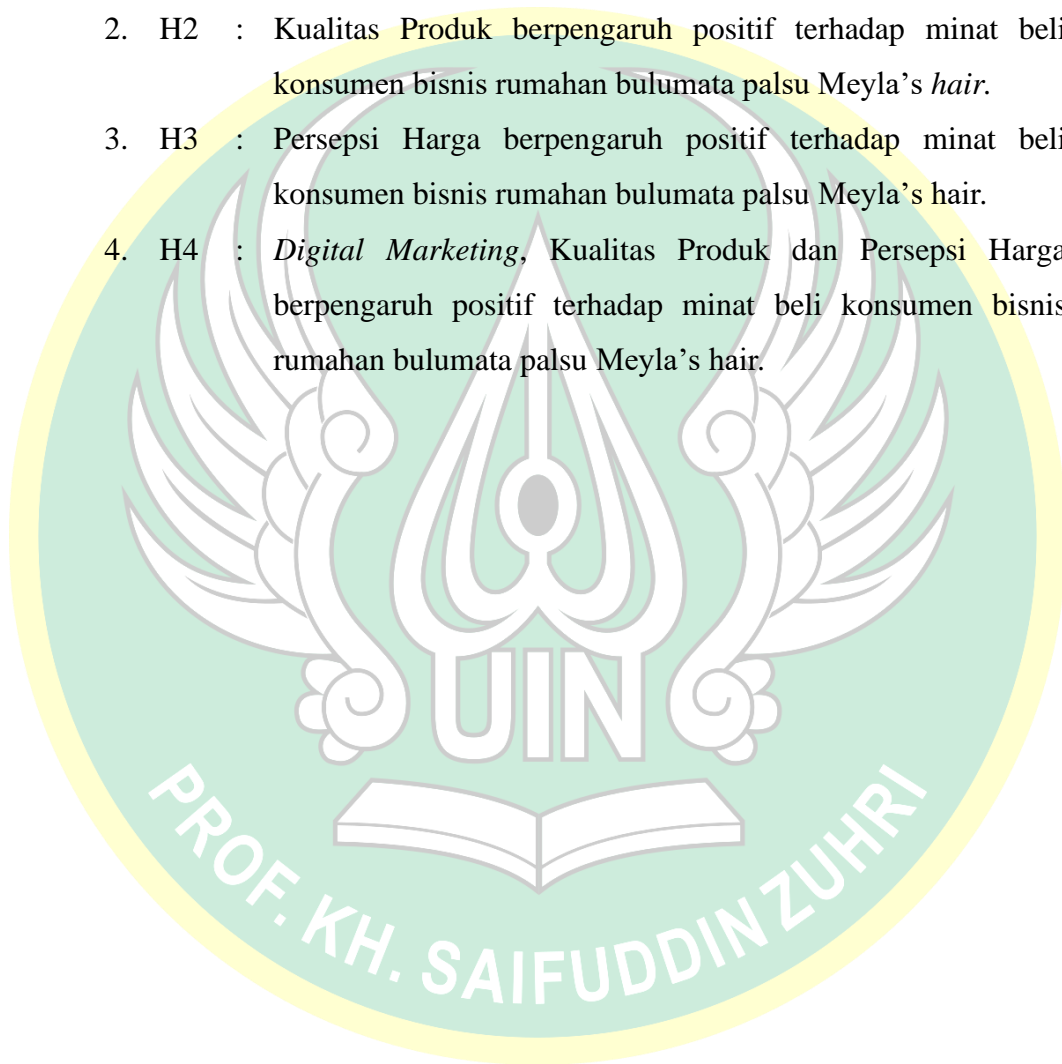 2. H2 : Kualitas Produk berpengaruh positif terhadap minat beli
konsumen bisnis rumahan bulumata palsu Meyla’s hair.
3. H3 : Persepsi Harga berpengaruh positif terhadap minat beli
konsumen bisnis rumahan bulumata palsu Meyla’s hair.
4. H4 : Digital Marketing, Kualitas Produk dan Persepsi Harga
berpengaruh positif terhadap minat beli konsumen bisnis
rumahan bulumata palsu Meyla’s hair.
UIN
PROF. KH. SAIFUDDIN ZUHRI